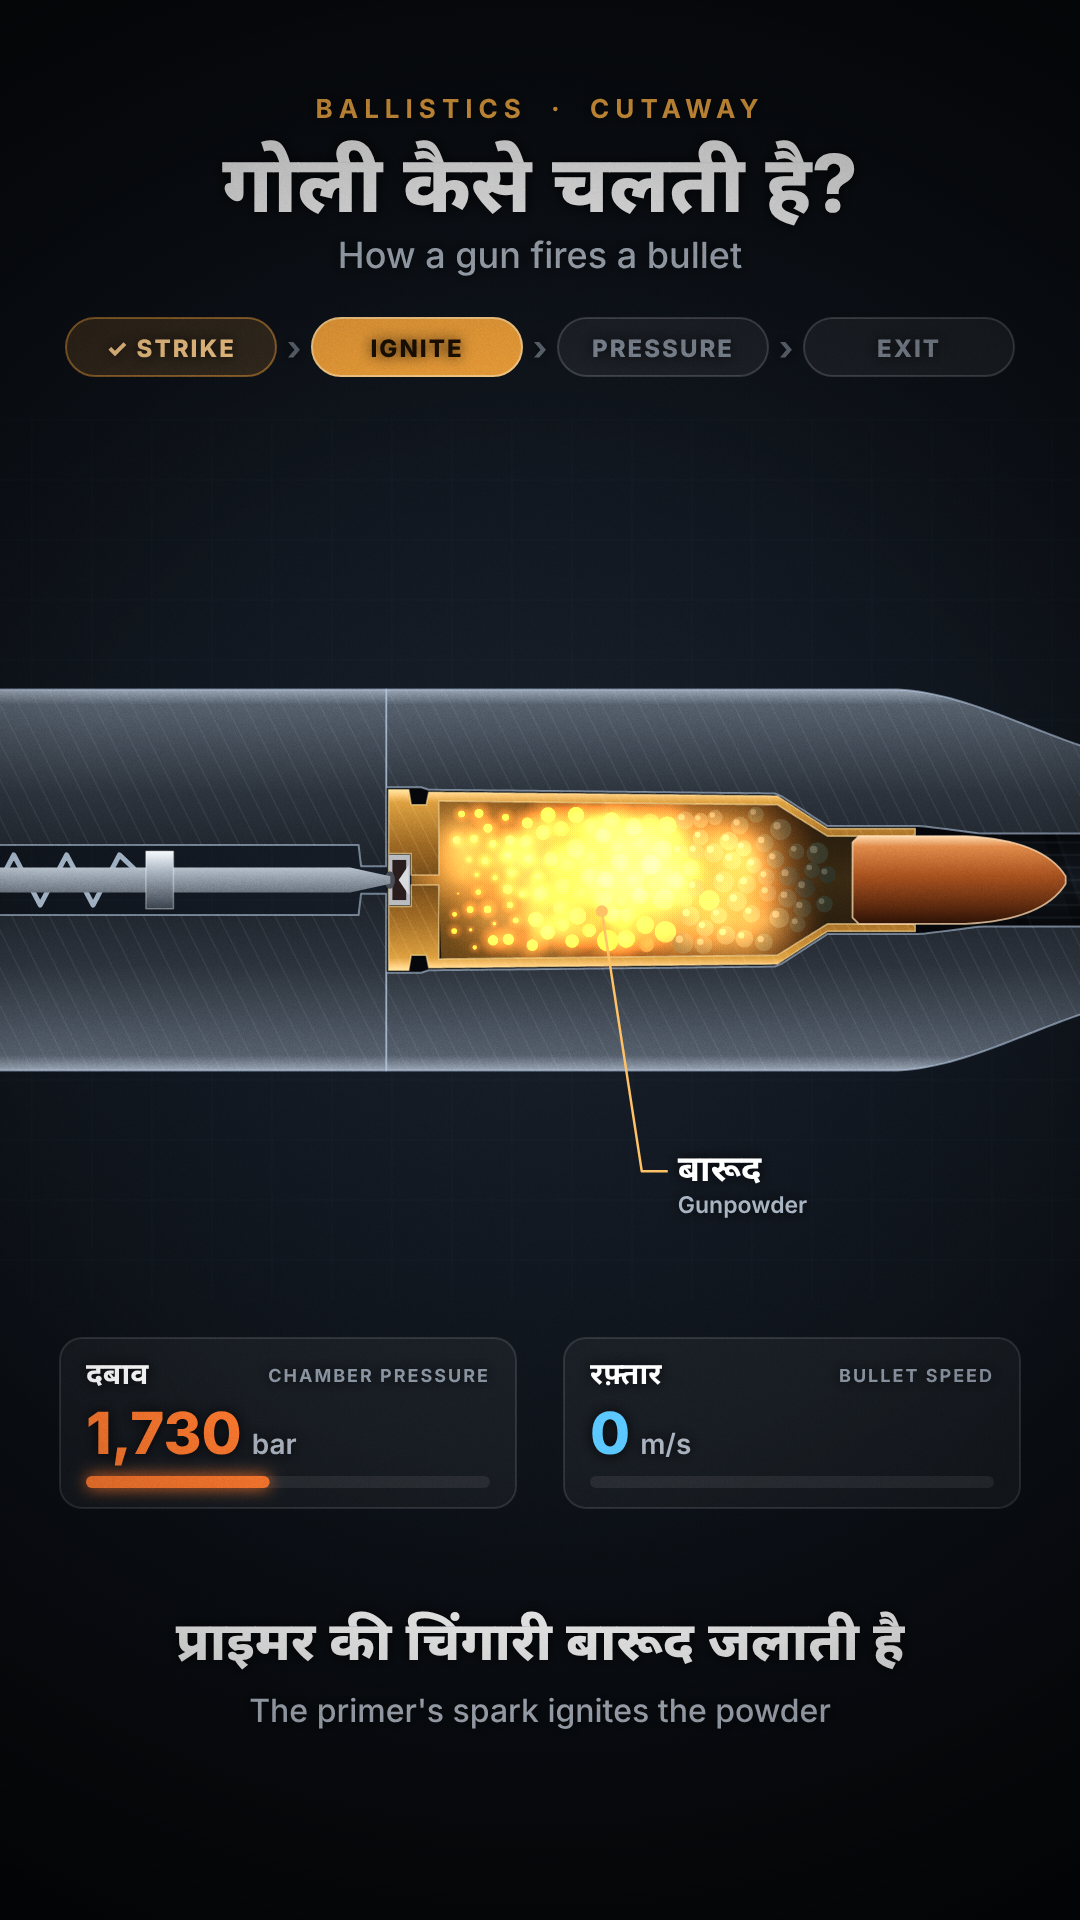 BALLISTICS · CUTAWAY
गोली कैसे चलती है?
How a gun fires a bullet
✓ STRIKE › IGNITE › PRESSURE › EXIT
बारूद
Gunpowder
दबाव CHAMBER PRESSURE
1,730 bar
रफ़्तार BULLET SPEED
0 m/s
प्राइमर की चिंगारी बारूद जलाती है
The primer's spark ignites the powder